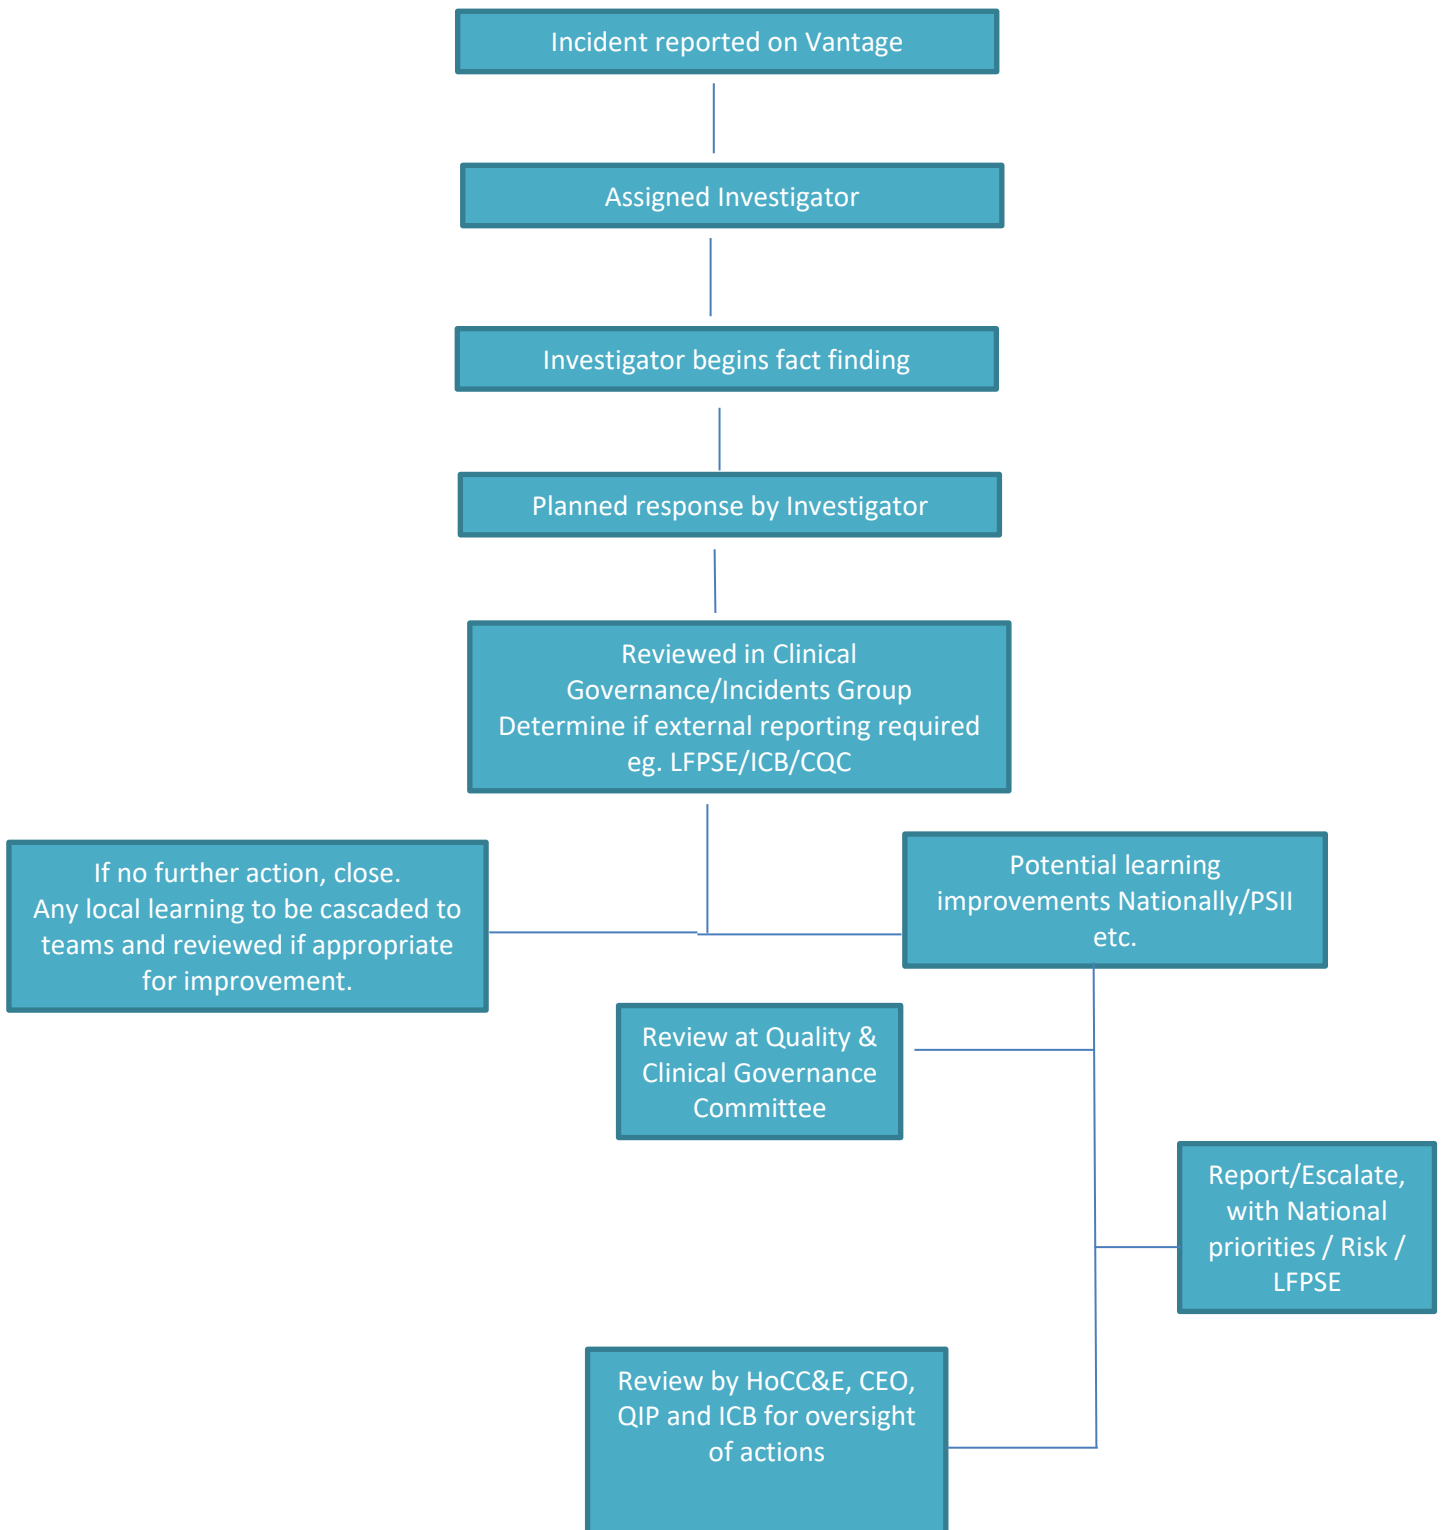 Incident reported on Vantage
Assigned Investigator
Investigator begins fact finding
Planned response by Investigator
Reviewed in Clinical
Governance/Incidents Group
Determine if external reporting required
eg. LFPSE/ICB/CQC
If no further action, close.
Any local learning to be cascaded to
teams and reviewed if appropriate
for improvement.
Potential learning
improvements Nationally/PSII
etc.
Review at Quality &
Clinical Governance
Committee
Report/Escalate,
with National
priorities / Risk /
LFPSE
Review by HoCC&E, CEO,
QIP and ICB for oversight
of actions